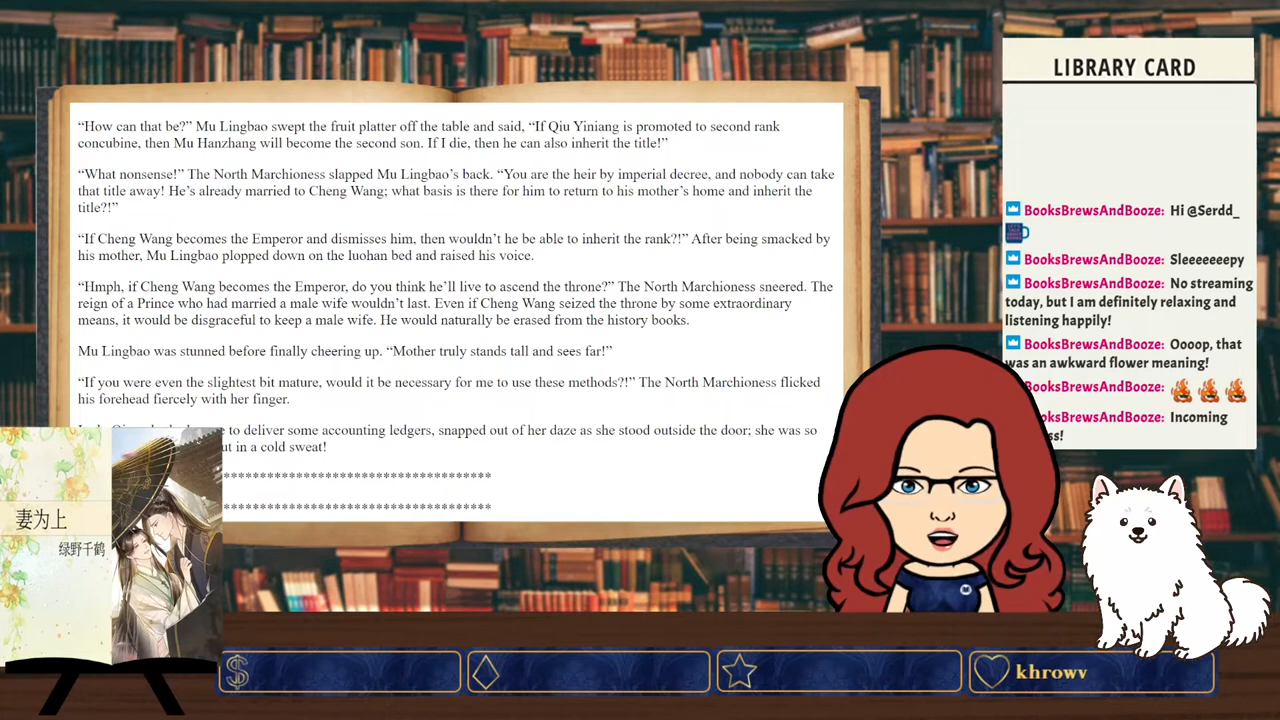 “How can that be?” Mu Lingbao swept the fruit platter off the table and said, “If Qiu Yiniang is promoted to second rank
concubine, then Mu Hanzhang will become the second son. If I die, then he can also inherit the title!”
“What nonsense!” The North Marchioness slapped Mu Lingbao’s back. “You are the heir by imperial decree, and nobody can take
that title away! He’s already married to Cheng Wang; what basis is there for him to return to his mother’s home and inherit the
title?!”
“If Cheng Wang becomes the Emperor and dismisses him, then wouldn’t he be able to inherit the rank?!” After being smacked by
his mother, Mu Lingbao plopped down on the luohan bed and raised his voice.
“Hmph, if Cheng Wang becomes the Emperor, do you think he’ll live to ascend the throne?” The North Marchioness sneered. The
reign of a Prince who had married a male wife wouldn’t last. Even if Cheng Wang seized the throne by some extraordinary
means, it would be disgraceful to keep a male wife. He would naturally be erased from the history books.
Mu Lingbao was stunned before finally cheering up. “Mother truly stands tall and sees far!”
“If you were even the slightest bit mature, would it be necessary for me to use these methods?!” The North Marchioness flicked
his forehead fiercely with her finger.
to deliver some accounting ledgers, snapped out of her daze as she stood outside the door; she was so
in a cold sweat!
************************************
************************************
妻为上
绿野千鹤
LIBRARY CARD
BooksBrewsAndBooze: Hi @Serdd_
BooksBrewsAndBooze: Sleeeeeeepy
BooksBrewsAndBooze: No streaming
today, but I am definitely relaxing and
listening happily!
BooksBrewsAndBooze: Oooop, that
was an awkward flower meaning!
BrewsAndBooze:
BrewsAndBooze: Incoming
khrowv